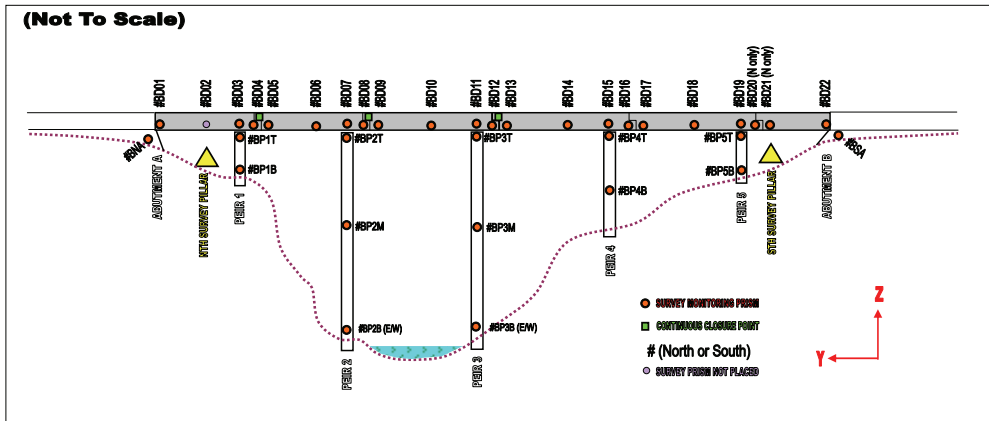 (Not To Scale)
#BD01
#BD02
#BD03
#BD04
#BD05
#BD06
#BD07
#BD08
#BD09
#BD10
#BD11
#BD12
#BD13
#BD14
#BD15
#BD16
#BD17
#BD18
#BD19
#BD20 (N only)
#BD21 (N only)
#BD22
#BNA
#BP1T
#BP2T
#BP3T
#BP4T
#BP5T
#BSA
#BP1B
#BP4B
#BP5B
#BP2M
#BP3M
#BP2B (E/W)
#BP3B (E/W)
ABUTMENT A
NTH SURVEY PILLAR
PEIR 1
PEIR 2
PEIR 3
PEIR 4
PEIR 5
STH SURVEY PILLAR
ABUTMENT B
SURVEY MONITORING PRISM
CONTINUOUS CLOSURE POINT
# (North or South)
SURVEY PRISM NOT PLACED
Z
Y